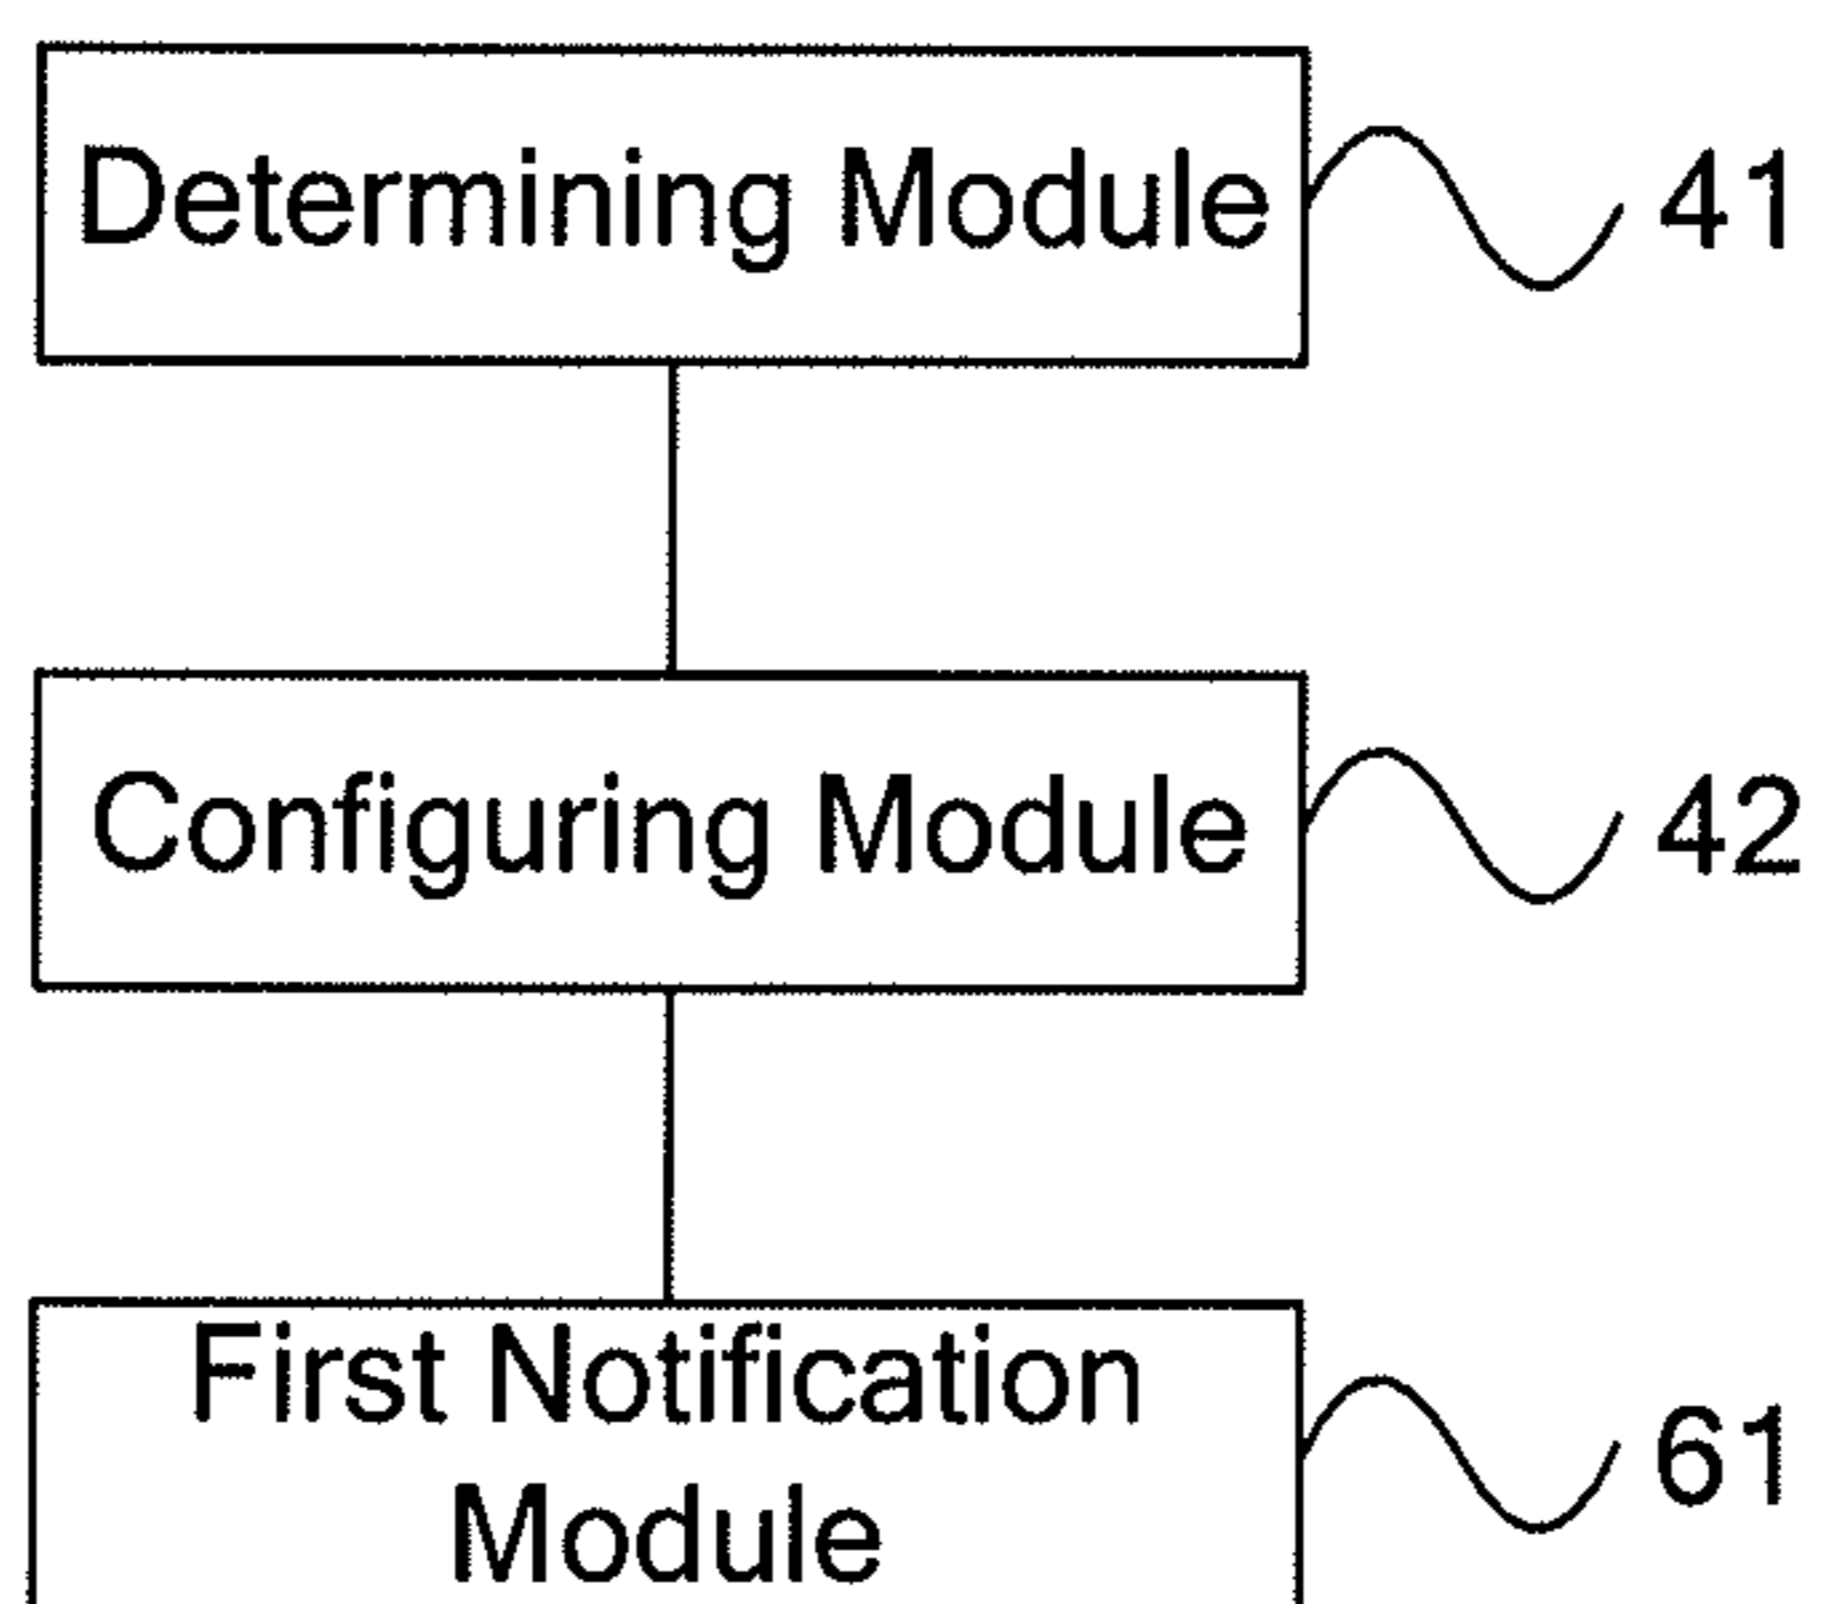 Determining Module 41
Configuring Module 42
First Notification
Module
61